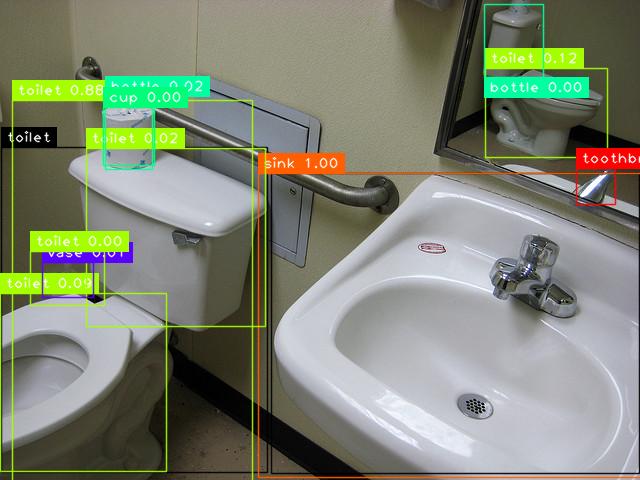 toilet 0.12
bottle 0.00
toilet 0.88
bottle 0.02
cup 0.00
toilet
toilet 0.02
sink 1.00
toothbr
toilet 0.00
vase 0.01
toilet 0.09